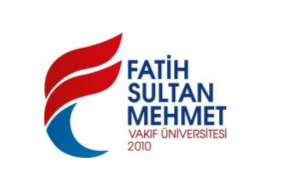 FATİH
SULTAN
MEHMET
VAKIF ÜNİVERSİTESİ
2010